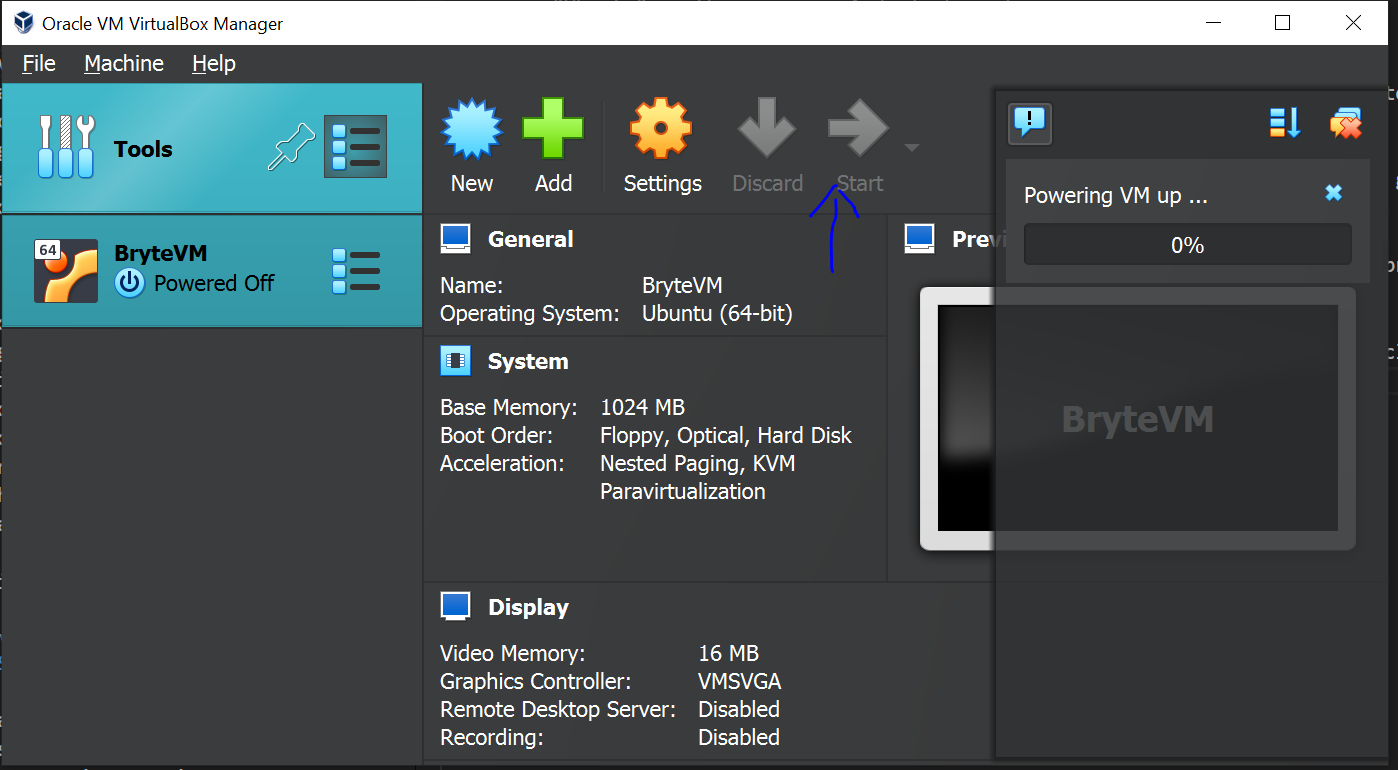 Oracle VM VirtualBox Manager
File Machine Help
Tools
New Add Settings Discard Start
64
BryteVM
Powered Off
General
Name: BryteVM
Operating System: Ubuntu (64-bit)
System
Base Memory: 1024 MB
Boot Order: Floppy, Optical, Hard Disk
Acceleration: Nested Paging, KVM
Paravirtualization
Display
Video Memory: 16 MB
Graphics Controller: VMSVGA
Remote Desktop Server: Disabled
Recording: Disabled
Previ
BryteVM
Powering VM up ...
0%